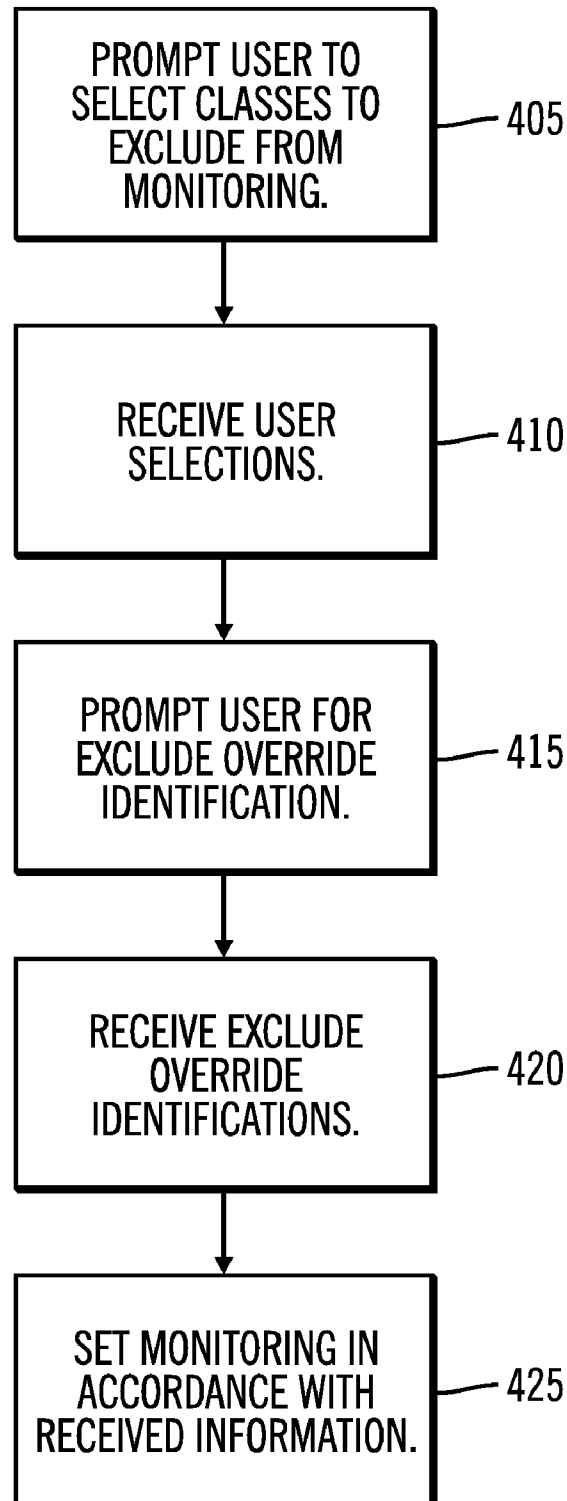 PROMPT USER TO
SELECT CLASSES TO
EXCLUDE FROM
MONITORING.
405
RECEIVE USER
SELECTIONS.
410
PROMPT USER FOR
EXCLUDE OVERRIDE
IDENTIFICATION.
415
RECEIVE EXCLUDE
OVERRIDE
IDENTIFICATIONS.
420
SET MONITORING IN
ACCORDANCE WITH
RECEIVED INFORMATION.
425